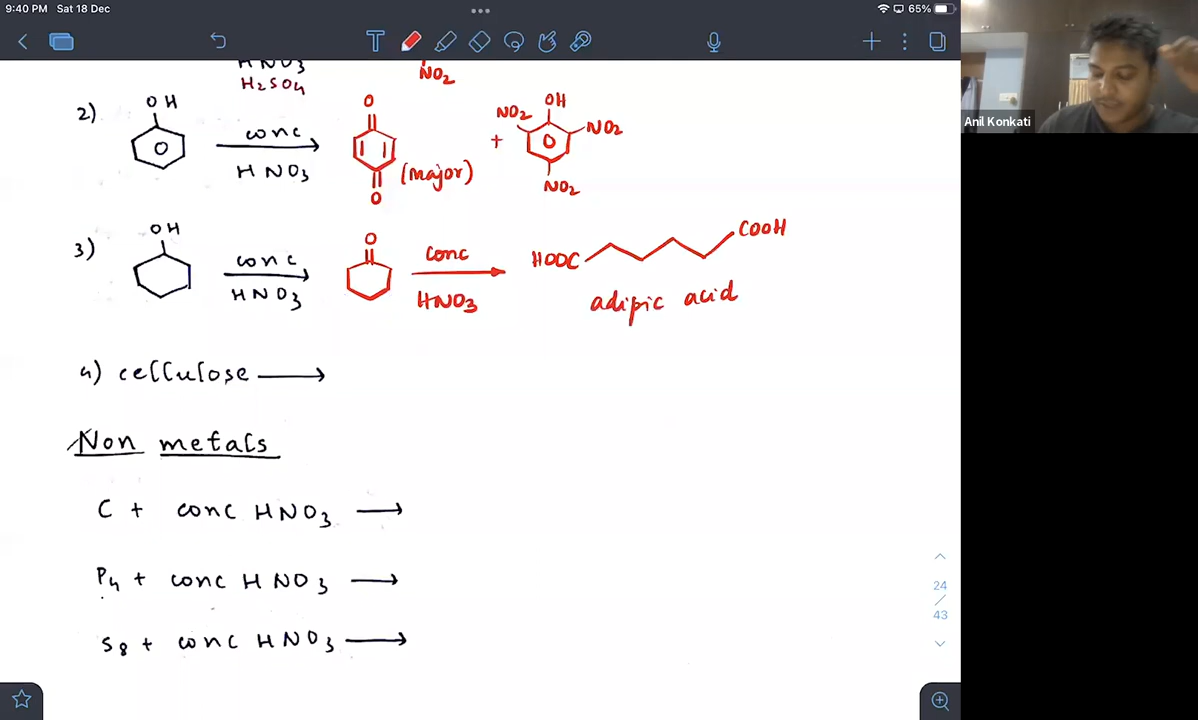 9:40 PM Sat 18 Dec
65%
Anil Konkati
HNO3
H2SO4
NO2
2)
OH
conc
HNO3
O
O
(major)
+
OH
NO2
NO2
NO2
O
3)
OH
conc
HNO3
O
conc
HNO3
HOOC
COOH
adipic acid
4) cellulose →
Non metals
C + conc HNO3 →
P4 + conc HNO3 →
S8 + conc HNO3 →
24
/
43